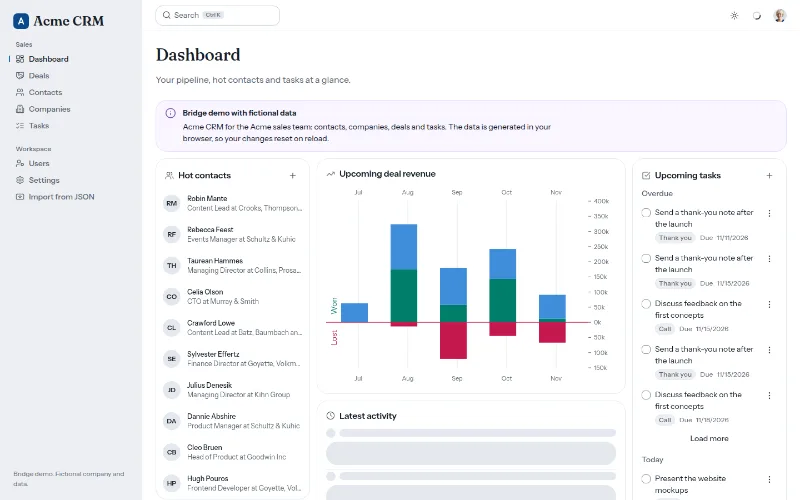 A Acme CRM
Sales
Dashboard
Deals
Contacts
Companies
Tasks
Workspace
Users
Settings
Import from JSON
Bridge demo. Fictional company and
data.
Search Ctrl K
Dashboard
Your pipeline, hot contacts and tasks at a glance.
Bridge demo with fictional data
Acme CRM for the Acme sales team: contacts, companies, deals and tasks. The data is generated in your
browser, so your changes reset on reload.
Hot contacts
RM Robin Mante
Content Lead at Crooks, Thompson...
RF Rebecca Feest
Events Manager at Schultz & Kuhic
TH Taurean Hammes
Managing Director at Collins, Prosa...
CO Celia Olson
CTO at Murray & Smith
CL Crawford Lowe
Content Lead at Batz, Baumbach an...
SE Sylvester Effertz
Finance Director at Goyette, Volkm...
JD Julius Denesik
Managing Director at Kihn Group
DA Dannie Abshire
Product Manager at Schultz & Kuhic
CB Cleo Bruen
Head of Product at Goodwin Inc
HP Hugh Pouros
Frontend Developer at Goyette, Vol...
Upcoming deal revenue
Jul Aug Sep Oct Nov
400k
350k
300k
250k
200k
150k
100k
50k
0k
50k
100k
150k
Won
Lost
Jul Aug Sep Oct Nov
Latest activity
Upcoming tasks
Overdue
Send a thank-you note after
the launch
Thank you Due 11/11/2026
Send a thank-you note after
the launch
Thank you Due 11/13/2026
Discuss feedback on the
first concepts
Call Due 11/15/2026
Send a thank-you note after
the launch
Thank you Due 11/15/2026
Discuss feedback on the
first concepts
Call Due 11/18/2026
Load more
Today
Present the website
mockups